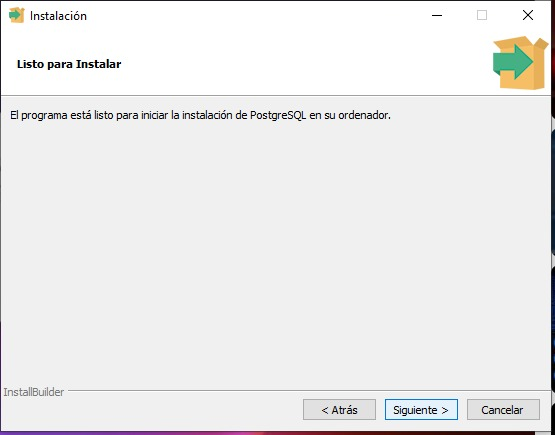 Instalación
Listo para Instalar
El programa está listo para iniciar la instalación de PostgreSQL en su ordenador.
InstallBuilder
< Atrás
Siguiente >
Cancelar